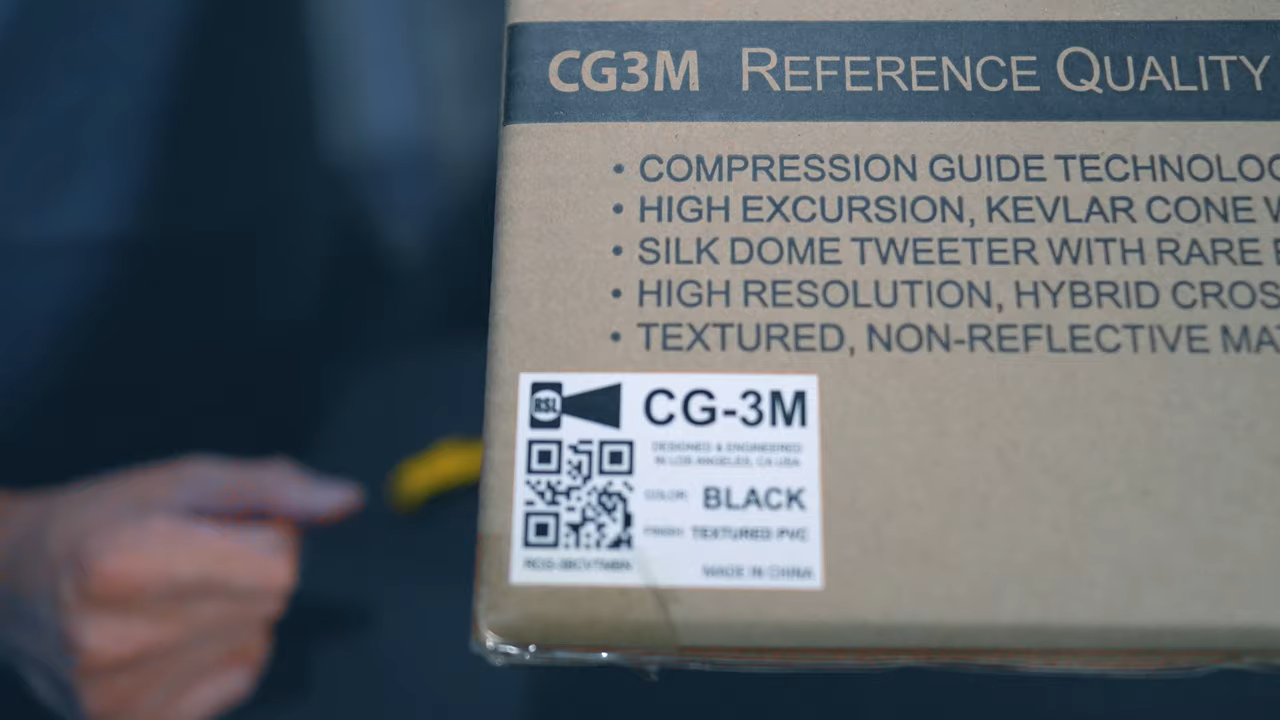 CG3M REFERENCE QUALITY
• COMPRESSION GUIDE TECHNOLOG
• HIGH EXCURSION, KEVLAR CONE W
• SILK DOME TWEETER WITH RARE
• HIGH RESOLUTION, HYBRID CROS
• TEXTURED, NON-REFLECTIVE MA
RSL CG-3M
DESIGNED & ENGINEERED
IN LOS ANGELES, CA USA
COLOR: BLACK
FINISH: TEXTURED PVC
MADE IN CHINA